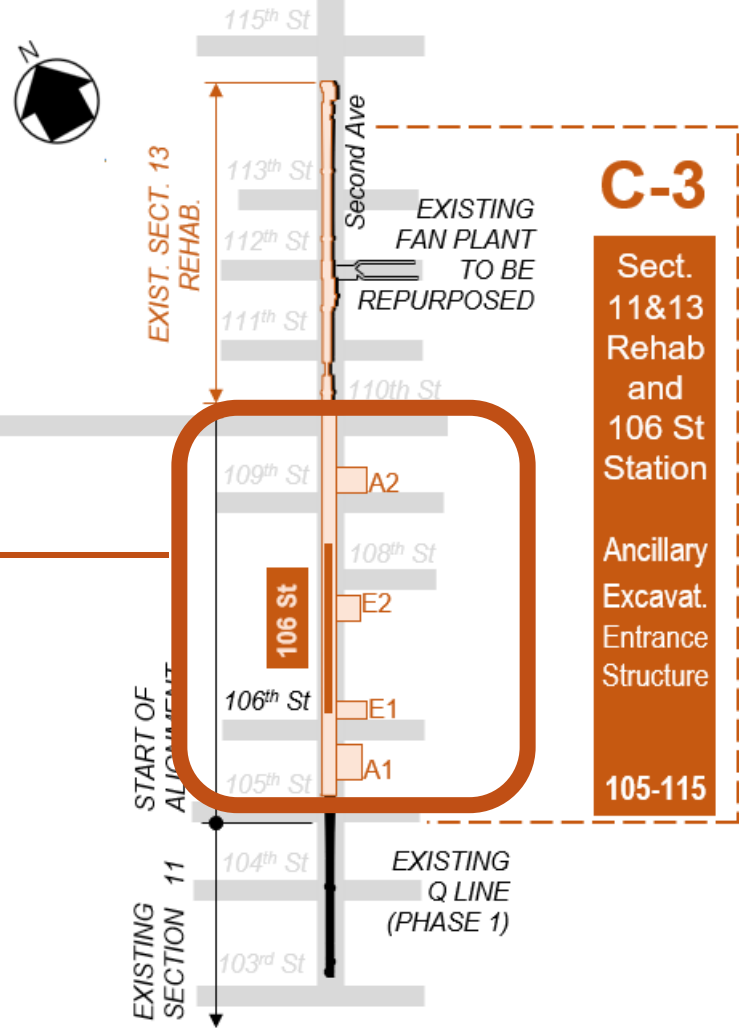 115th St
N
EXIST. SECT. 13
REHAB.
Second Ave
113th St
112th St
111th St
110th St
EXISTING
FAN PLANT
TO BE
REPURPOSED
C-3
Sect.
11&13
Rehab
and
106 St
Station
Ancillary
Excavat.
Entrance
Structure
105-115
109th St
A2
108th St
106 St
E2
106th St
E1
A1
105th St
START OF
ALIGNMENT
104th St
103rd St
EXISTING
SECTION 11
EXISTING
Q LINE
(PHASE 1)